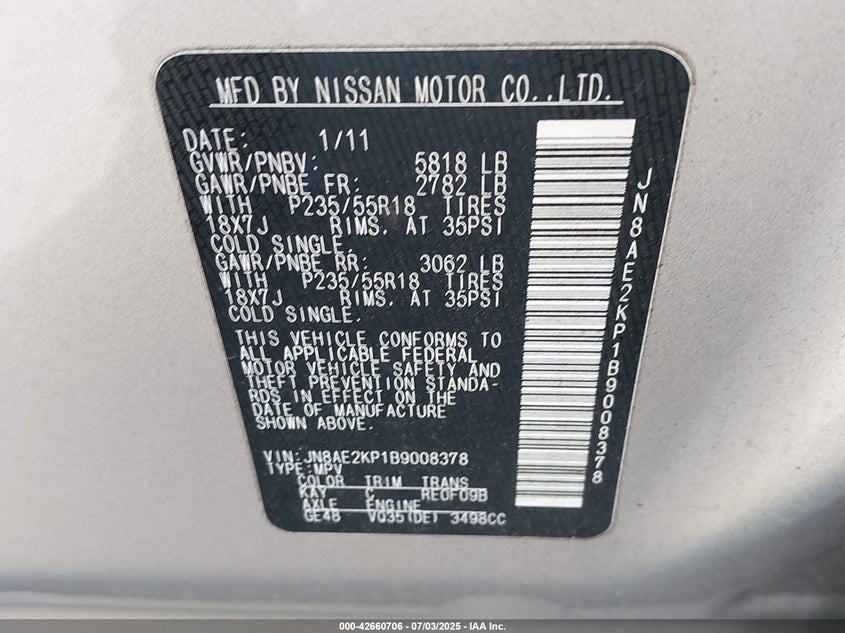 MFD BY NISSAN MOTOR CO.,LTD.
DATE: 1/11
GVWR/PNBV: 5818 LB
GAWR/PNBE FR: 2782 LB
WITH P235/55R18 TIRES
18X7J RIMS, AT 35PSI
COLD SINGLE.
GAWR/PNBE RR: 3062 LB
WITH P235/55R18 TIRES
18X7J RIMS, AT 35PSI
COLD SINGLE.
THIS VEHICLE CONFORMS TO
ALL APPLICABLE FEDERAL
MOTOR VEHICLE SAFETY AND
THEFT PREVENTION STANDA-
RDS IN EFFECT ON THE
DATE OF MANUFACTURE
SHOWN ABOVE.
VIN:JN8AE2KP1B9008378
TYPE:MPV
COLOR TRIM TRANS
KAY C RE0F09B
AXLE ENGINE
GE48 VQ35(DE) 3498CC
JN8AE2KP1B9008378
000-42660706 - 07/03/2025 - IAA Inc.